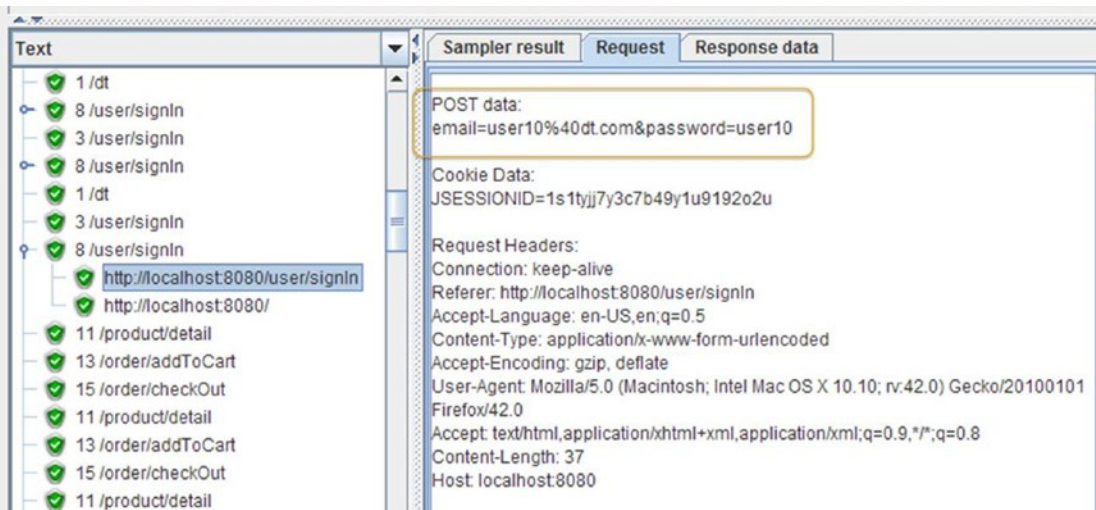 Text
1 /dt
8 /user/signIn
3 /user/signIn
8 /user/signIn
1 /dt
3 /user/signIn
8 /user/signIn
http://localhost:8080/user/signIn
http://localhost:8080/
11 /product/detail
13 /order/addToCart
15 /order/checkOut
11 /product/detail
13 /order/addToCart
15 /order/checkOut
11 /product/detail
Sampler result Request Response data
POST data:
email=user10%40dt.com&password=user10
Cookie Data:
JSESSIONID=1s1tyjj7y3c7b49y1u9192o2u
Request Headers:
Connection: keep-alive
Referer: http://localhost:8080/user/signIn
Accept-Language: en-US,en;q=0.5
Content-Type: application/x-www-form-urlencoded
Accept-Encoding: gzip, deflate
User-Agent: Mozilla/5.0 (Macintosh; Intel Mac OS X 10.10; rv:42.0) Gecko/20100101
Firefox/42.0
Accept: text/html,application/xhtml+xml,application/xml;q=0.9,*/*;q=0.8
Content-Length: 37
Host: localhost:8080